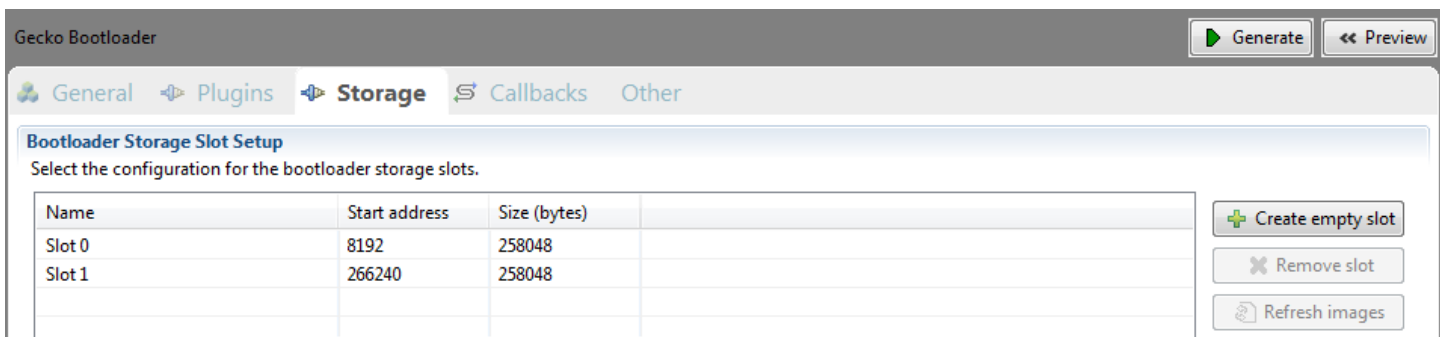 Gecko Bootloader Generate Preview
General Plugins Storage Callbacks Other
Bootloader Storage Slot Setup
Select the configuration for the bootloader storage slots.
Name Start address Size (bytes)
Create empty slot
Slot 0 8192 258048
Slot 1 266240 258048
Remove slot
Refresh images